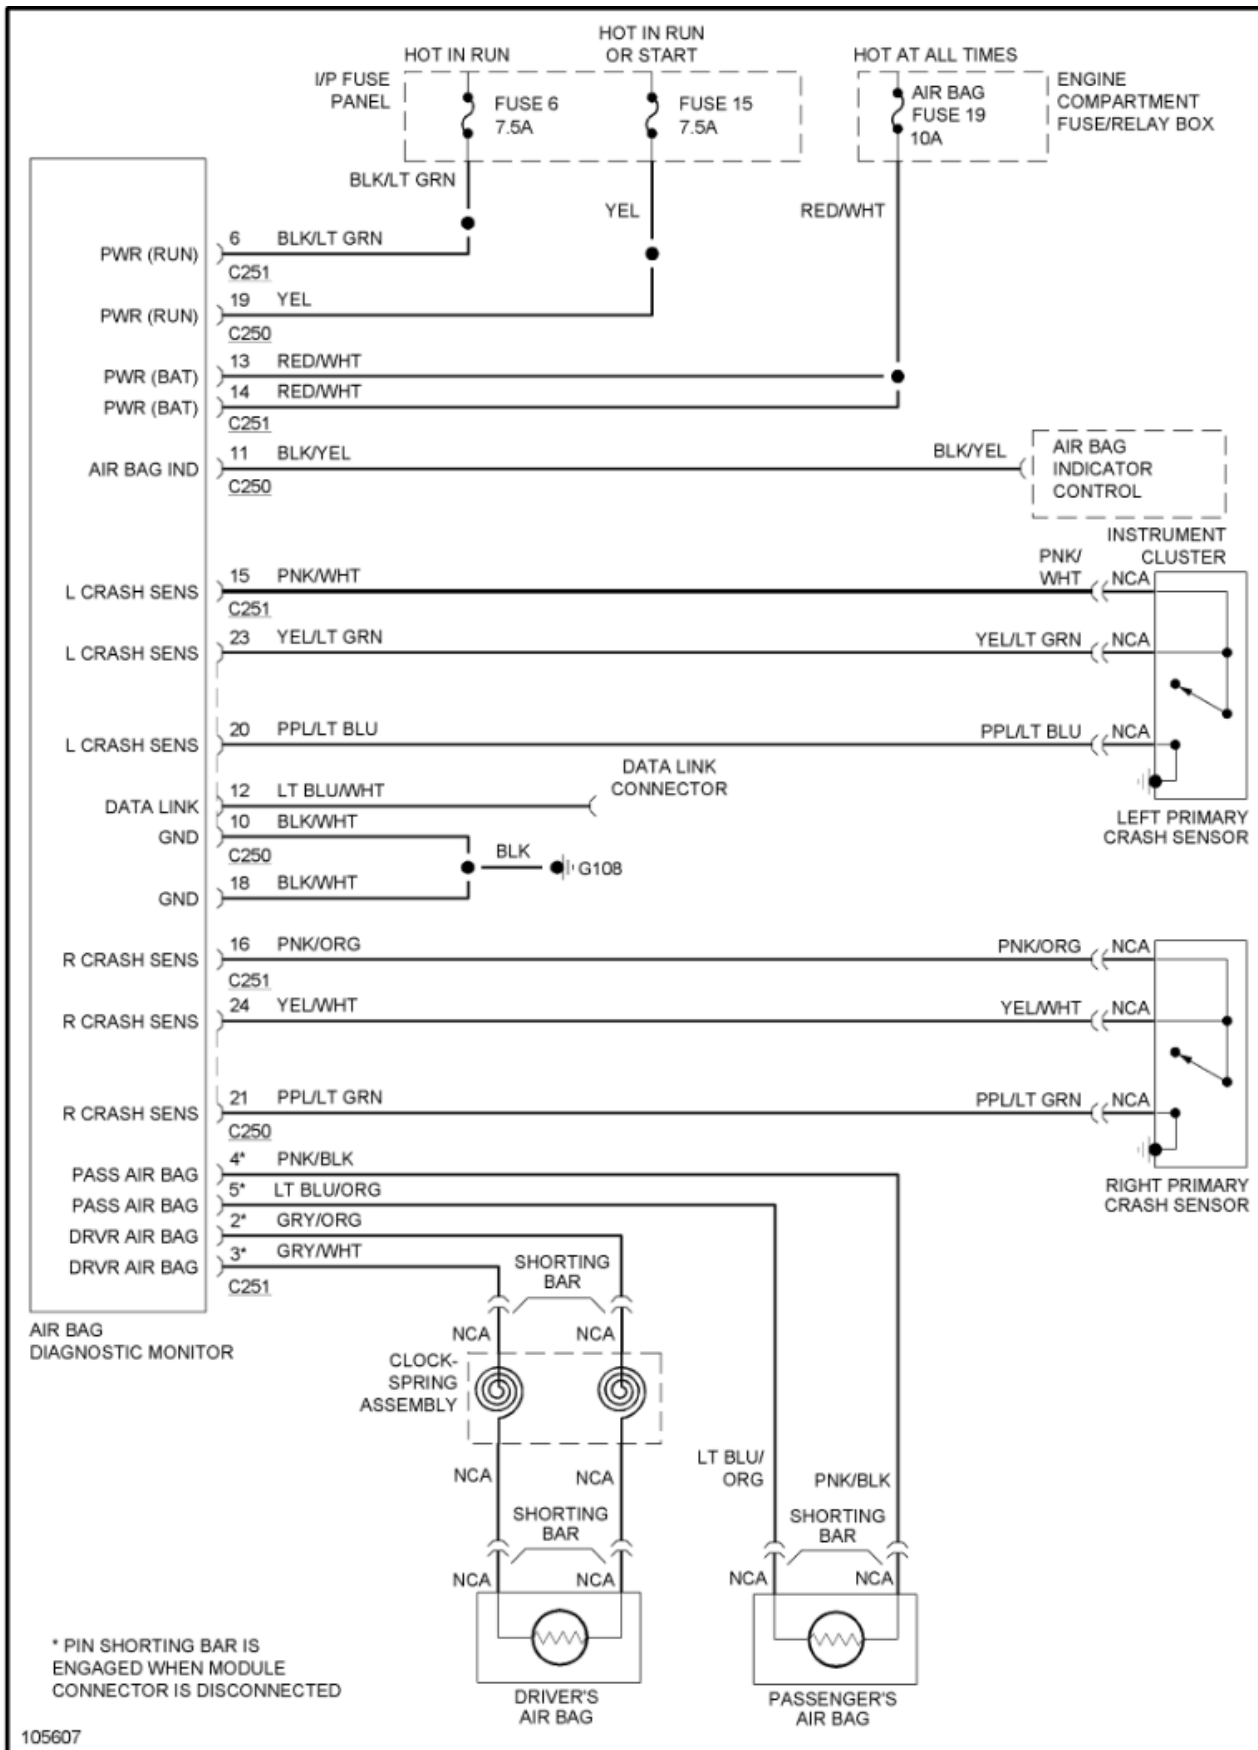 HOT IN RUN
HOT IN RUN
OR START
HOT AT ALL TIMES
I/P FUSE
PANEL
FUSE 6
7.5A
FUSE 15
7.5A
AIR BAG
FUSE 19
10A
ENGINE
COMPARTMENT
FUSE/RELAY BOX
BLK/LT GRN
YEL
RED/WHT
PWR (RUN)
6
BLK/LT GRN
C251
PWR (RUN)
19
YEL
C250
PWR (BAT)
13
RED/WHT
PWR (BAT)
14
RED/WHT
C251
AIR BAG IND
11
BLK/YEL
BLK/YEL
C250
AIR BAG
INDICATOR
CONTROL
INSTRUMENT
CLUSTER
L CRASH SENS
15
PNK/WHT
PNK/
WHT
NCA
C251
L CRASH SENS
23
YEL/LT GRN
YEL/LT GRN
NCA
L CRASH SENS
20
PPL/LT BLU
PPL/LT BLU
NCA
DATA LINK
12
LT BLU/WHT
DATA LINK
CONNECTOR
LEFT PRIMARY
CRASH SENSOR
GND
10
BLK/WHT
C250
BLK
G108
GND
18
BLK/WHT
R CRASH SENS
16
PNK/ORG
PNK/ORG
NCA
C251
R CRASH SENS
24
YEL/WHT
YEL/WHT
NCA
R CRASH SENS
21
PPL/LT GRN
PPL/LT GRN
NCA
C250
RIGHT PRIMARY
CRASH SENSOR
PASS AIR BAG
4*
PNK/BLK
PASS AIR BAG
5*
LT BLU/ORG
DRVR AIR BAG
2*
GRY/ORG
DRVR AIR BAG
3*
GRY/WHT
C251
AIR BAG
DIAGNOSTIC MONITOR
SHORTING
BAR
NCA
NCA
CLOCK-
SPRING
ASSEMBLY
NCA
NCA
LT BLU/
ORG
PNK/BLK
SHORTING
BAR
SHORTING
BAR
NCA
NCA
NCA
NCA
DRIVER'S
AIR BAG
PASSENGER'S
AIR BAG
* PIN SHORTING BAR IS
ENGAGED WHEN MODULE
CONNECTOR IS DISCONNECTED
105607